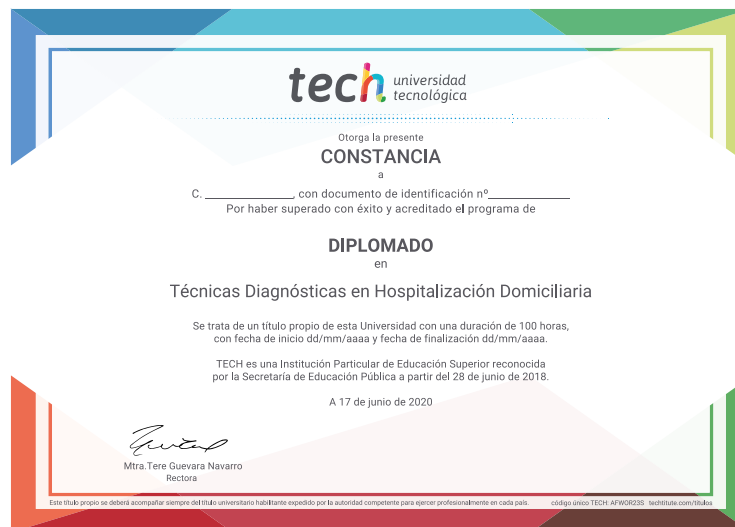 tech universidad
tecnológica
Otorga la presente
CONSTANCIA
a
C. ______________, con documento de identificación nº______________
Por haber superado con éxito y acreditado el programa de
DIPLOMADO
en
Técnicas Diagnósticas en Hospitalización Domiciliaria
Se trata de un título propio de esta Universidad con una duración de 100 horas,
con fecha de inicio dd/mm/aaaa y fecha de finalización dd/mm/aaaa.
TECH es una Institución Particular de Educación Superior reconocida
por la Secretaría de Educación Pública a partir del 28 de junio de 2018.
A 17 de junio de 2020
Mtra.Tere Guevara Navarro
Rectora
Este título propio se deberá acompañar siempre del título universitario habilitante expedido por la autoridad competente para ejercer profesionalmente en cada país. código único TECH: AFWOR23S techtitute.com/titulos